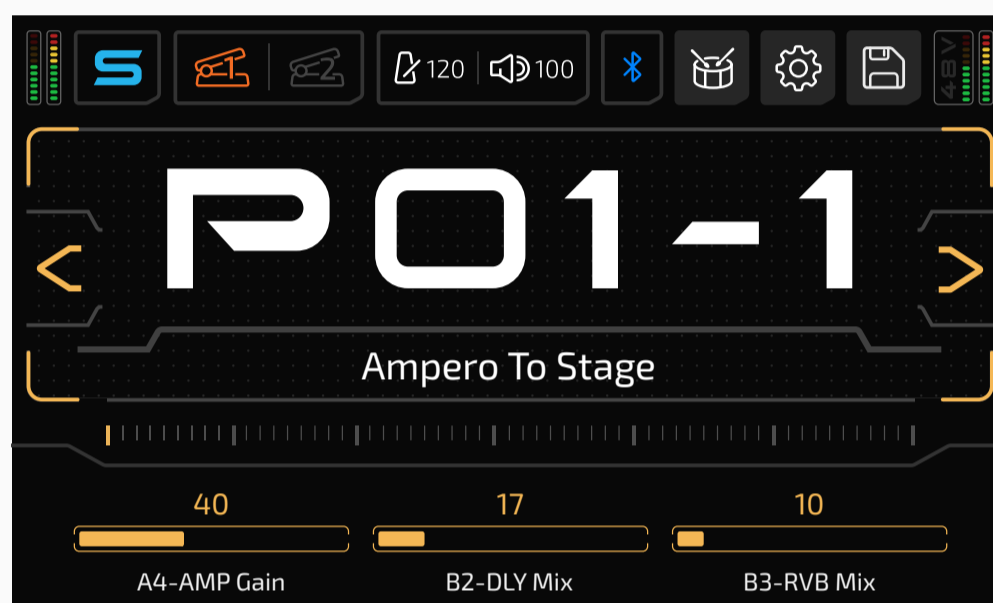 S 1 2 120 100 48V
P01-1
Ampero To Stage
40 17 10
A4-AMP Gain B2-DLY Mix B3-RVB Mix